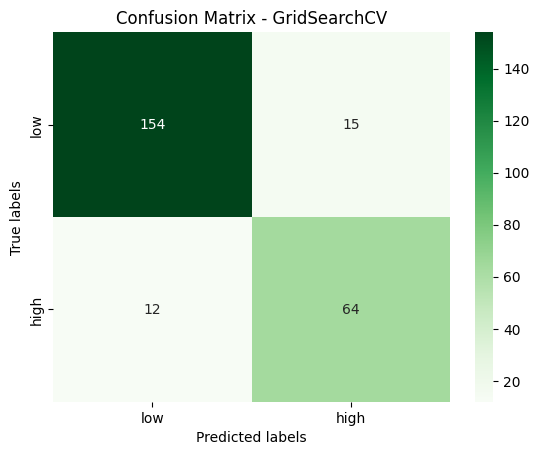 Confusion Matrix - GridSearchCV
True labels
low
high
154
15
12
64
low
high
Predicted labels
140
120
100
80
60
40
20